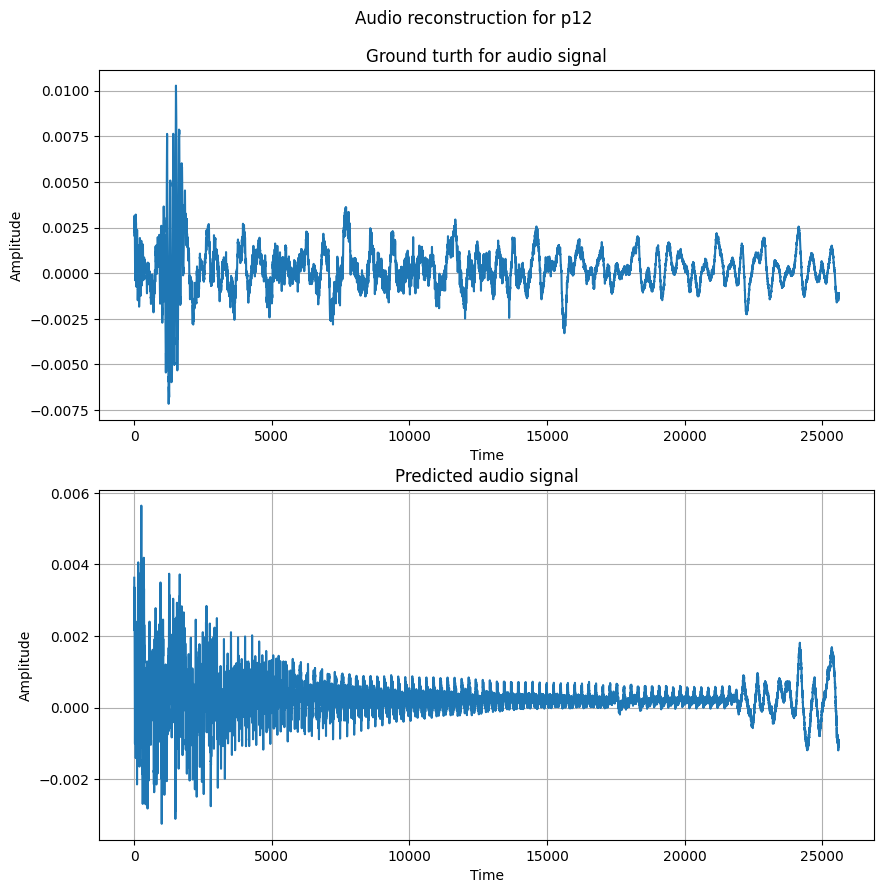 Audio reconstruction for p12
Ground turth for audio signal
0.0100
0.0075
0.0050
0.0025
0.0000
−0.0025
−0.0050
−0.0075
Amplitude
0 5000 10000 15000 20000 25000
Time
Predicted audio signal
0.006
0.004
0.002
0.000
−0.002
Amplitude
0 5000 10000 15000 20000 25000
Time